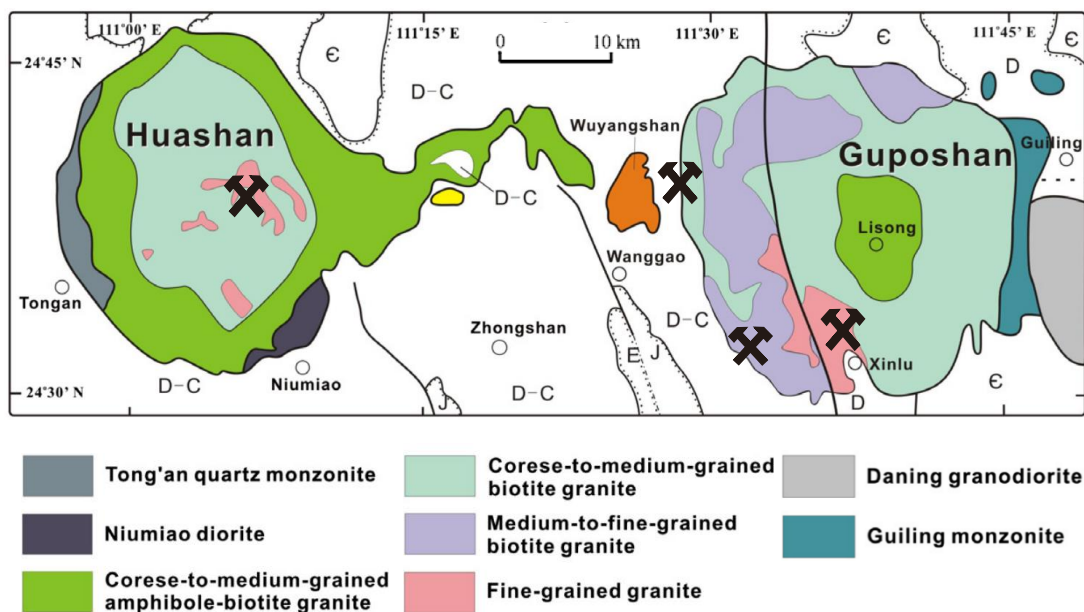 111°00′ E
111°15′ E
0 10 km
111°30′ E
111°45′ E
24°45′ N
Є
D-C
Є
Є
D
Huashan
Wuyangshan
Guposhan
Guiling
D-C
Lisong
Wanggao
Tongan
Zhongshan
D-C
E
J
Xinlu
24°30′ N
D-C
Niumiao
J
D-C
D
Є
Tong'an quartz monzonite
Niumiao diorite
Corese-to-medium-grained
amphibole-biotite granite
Corese-to-medium-grained
biotite granite
Medium-to-fine-grained
biotite granite
Fine-grained granite
Daning granodiorite
Guiling monzonite